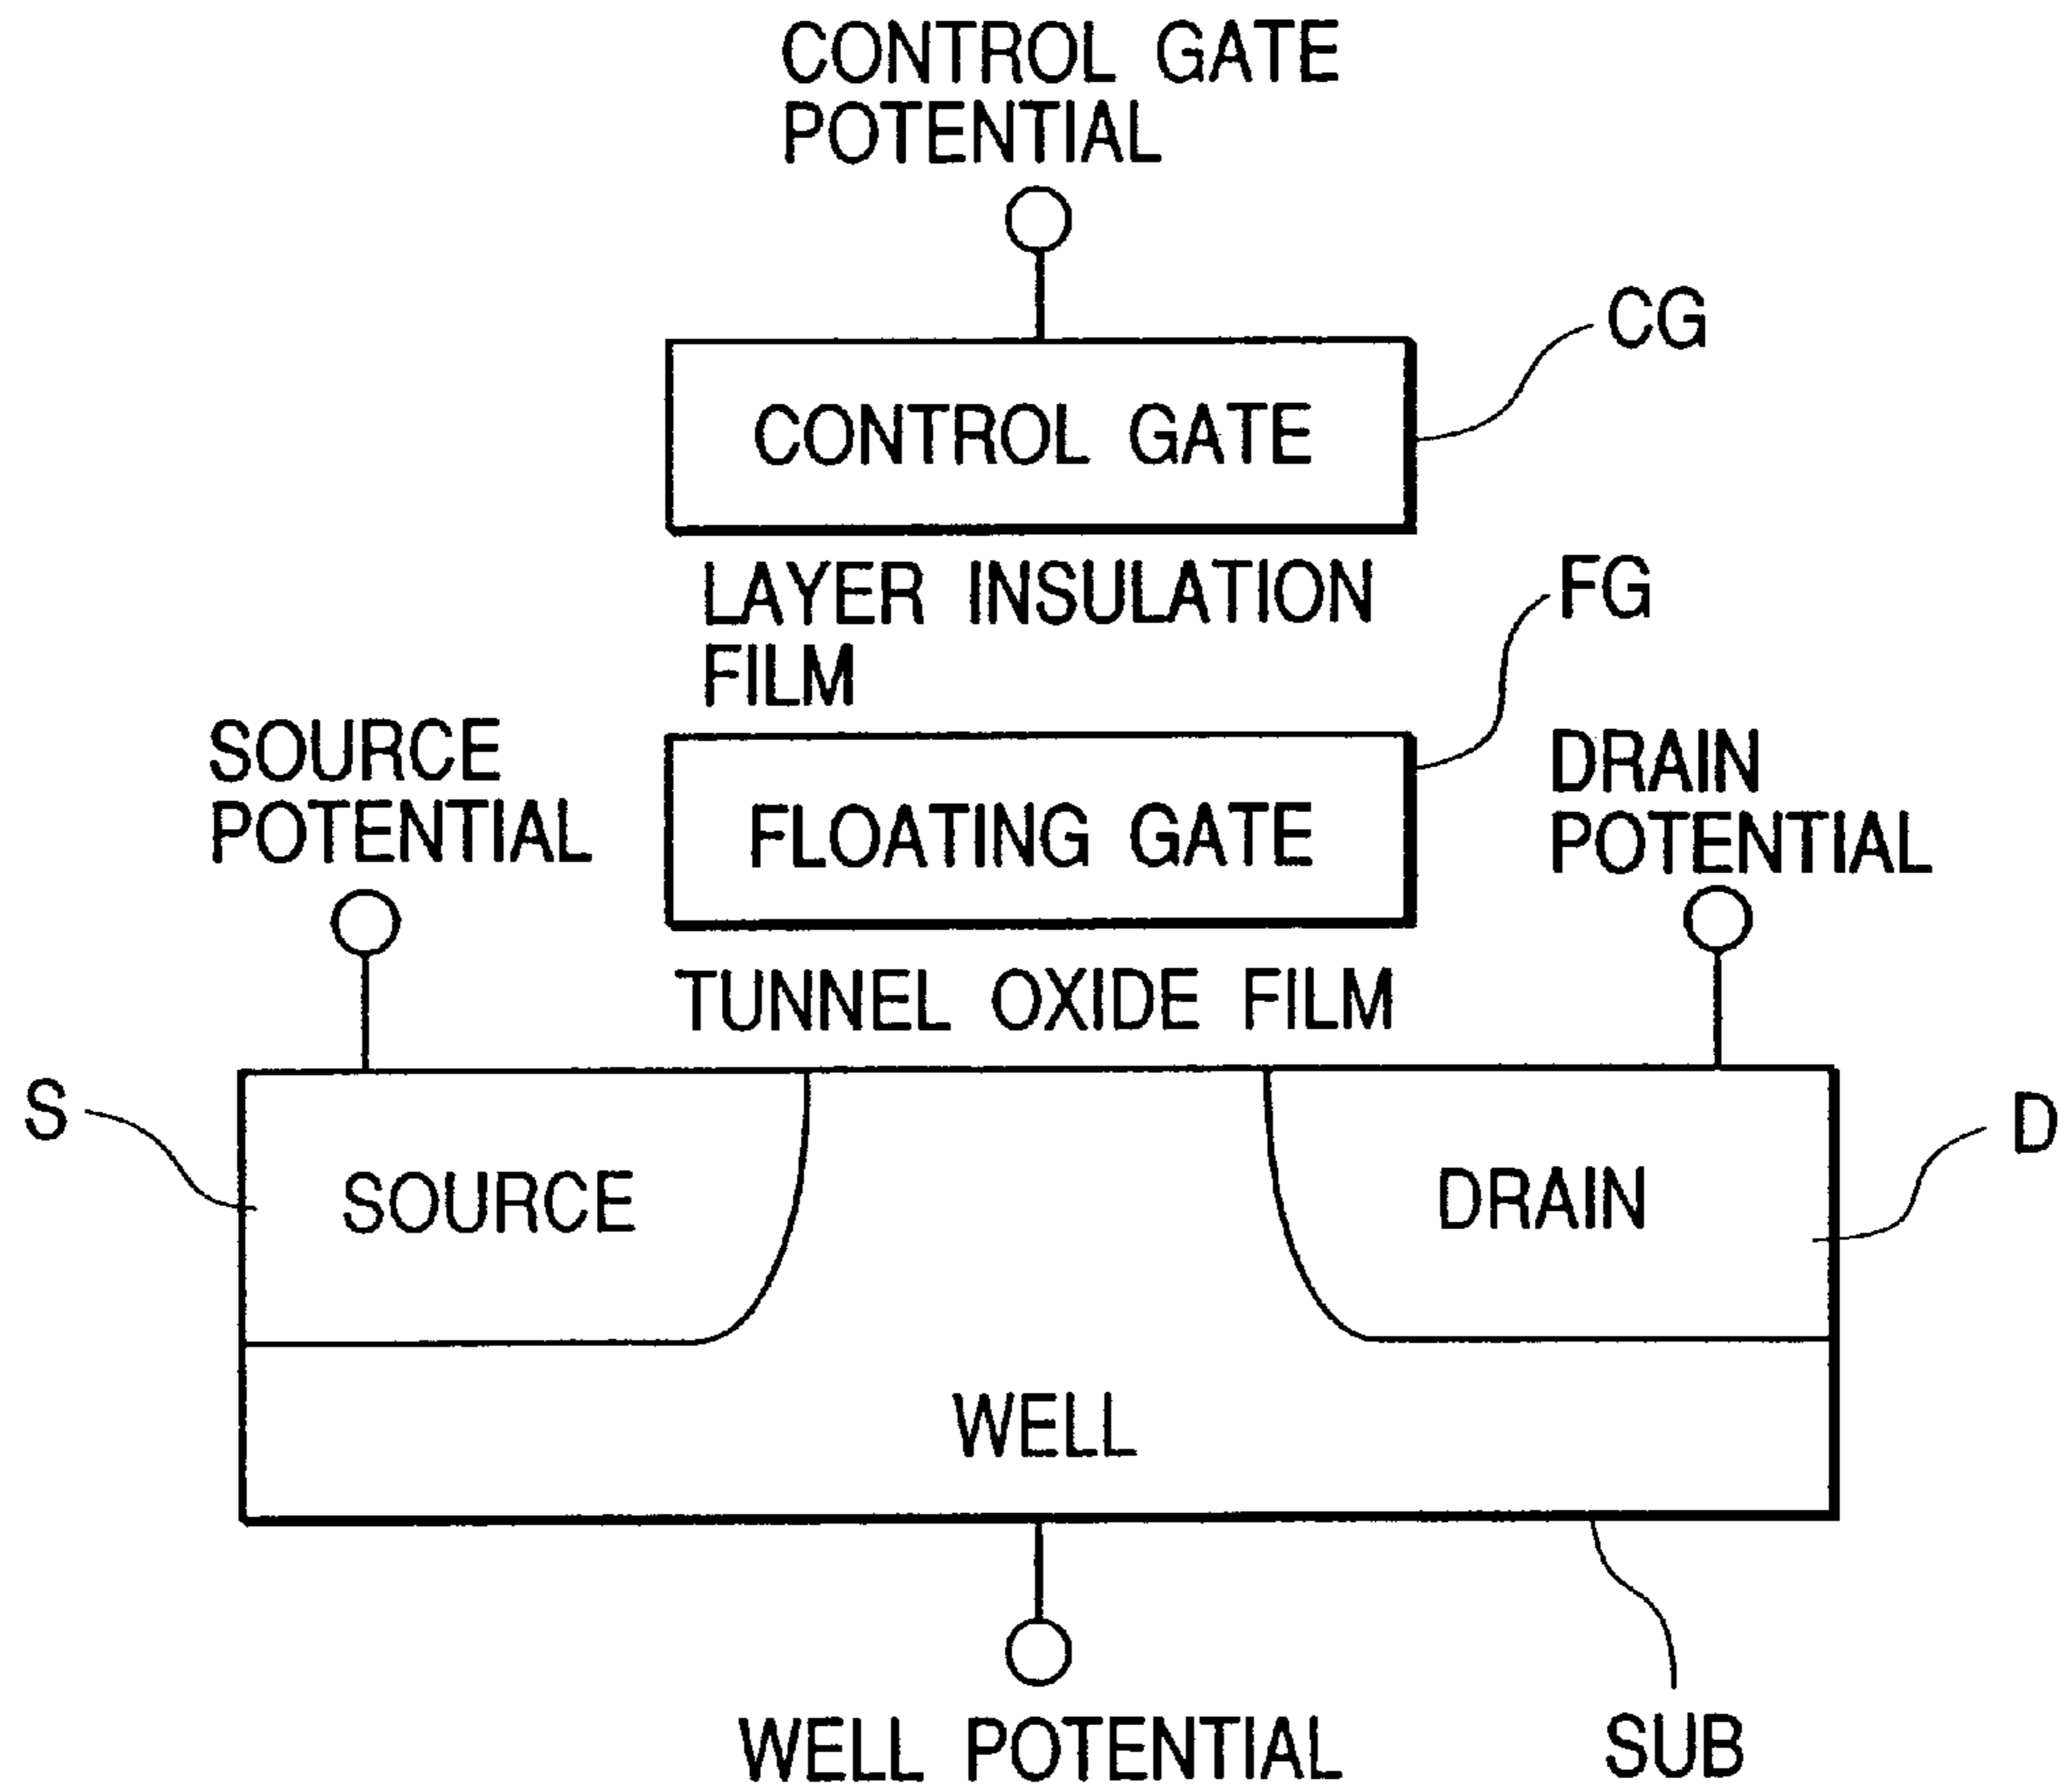 CONTROL GATE
POTENTIAL
CG
CONTROL GATE
LAYER INSULATION
FILM
FG
SOURCE
POTENTIAL
DRAIN
POTENTIAL
FLOATING GATE
TUNNEL OXIDE FILM
S
D
SOURCE
DRAIN
WELL
WELL POTENTIAL
SUB